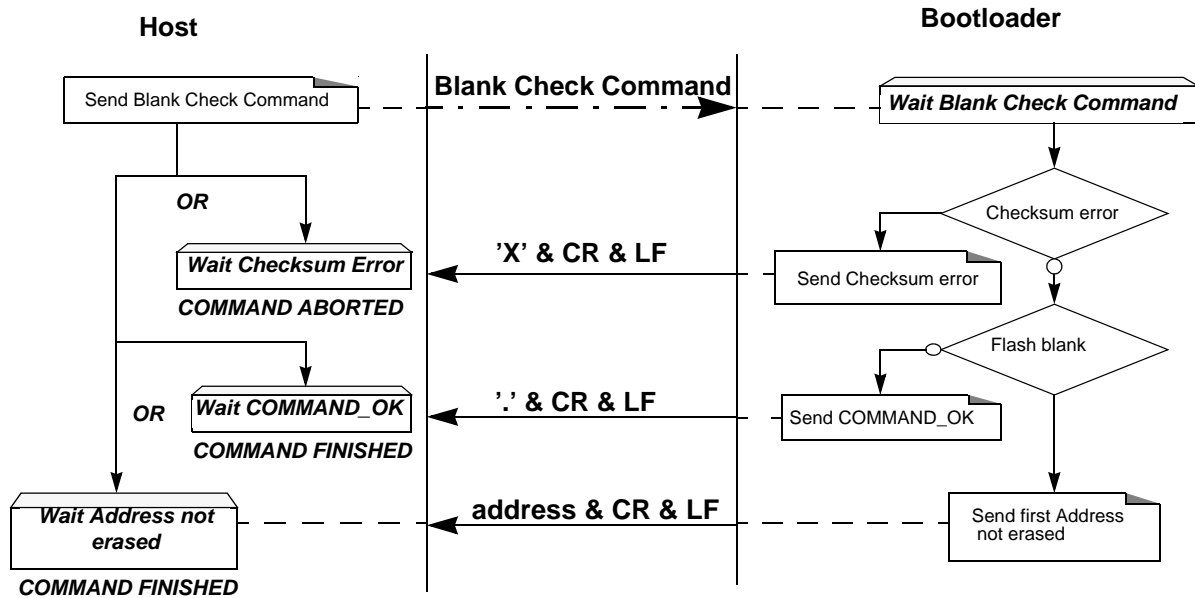 Host
Bootloader
Send Blank Check Command
Blank Check Command
Wait Blank Check Command
OR
Checksum error
Wait Checksum Error
’X’ & CR & LF
Send Checksum error
COMMAND ABORTED
Flash blank
OR
Wait COMMAND_OK
’.’ & CR & LF
Send COMMAND_OK
COMMAND FINISHED
Wait Address not
erased
address & CR & LF
Send first Address
not erased
COMMAND FINISHED